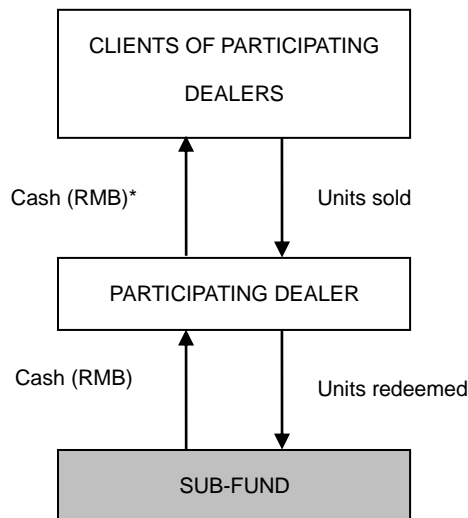 CLIENTS OF PARTICIPATING
DEALERS
Cash (RMB)*
Units sold
PARTICIPATING DEALER
Cash (RMB)
Units redeemed
SUB-FUND